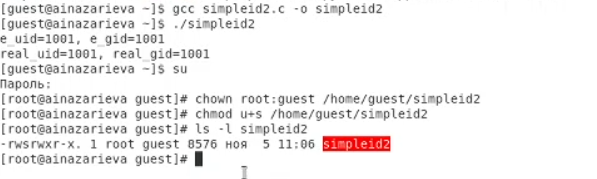 [guest@ainazarieva ~]$ gcc simpleid2.c -o simpleid2
[guest@ainazarieva ~]$ ./simpleid2
e_uid=1001, e_gid=1001
real_uid=1001, real_gid=1001
[guest@ainazarieva ~]$ su
Пароль:
[root@ainazarieva guest]# chown root:guest /home/guest/simpleid2
[root@ainazarieva guest]# chmod u+s /home/guest/simpleid2
[root@ainazarieva guest]# ls -l simpleid2
-rwsrwxr-x. 1 root guest 8576 ноя  5 11:06 simpleid2
[root@ainazarieva guest]#